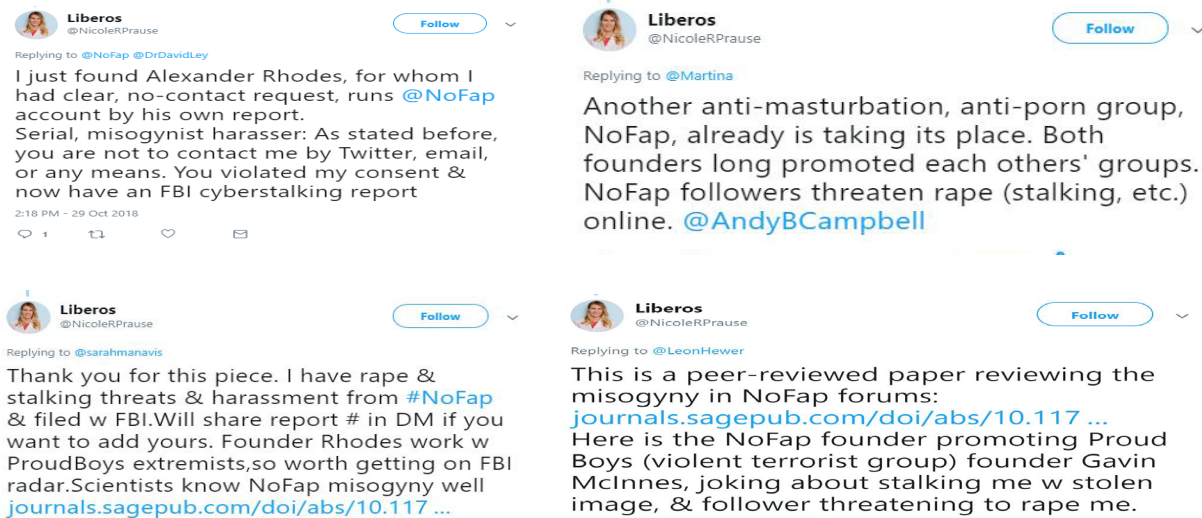 Liberos
@NicoleRPrause
Follow
Replying to @NoFap @DrDavidLey
I just found Alexander Rhodes, for whom I
had clear, no-contact request, runs @NoFap
account by his own report.
Serial, misogynist harasser: As stated before,
you are not to contact me by Twitter, email,
or any means. You violated my consent &
now have an FBI cyberstalking report
2:18 PM - 29 Oct 2018
1
Liberos
@NicoleRPrause
Follow
Replying to @Martina
Another anti-masturbation, anti-porn group,
NoFap, already is taking its place. Both
founders long promoted each others' groups.
NoFap followers threaten rape (stalking, etc.)
online. @AndyBCampbell
Liberos
@NicoleRPrause
Follow
Replying to @sarahmanavis
Thank you for this piece. I have rape &
stalking threats & harassment from #NoFap
& filed w FBI.Will share report # in DM if you
want to add yours. Founder Rhodes work w
ProudBoys extremists,so worth getting on FBI
radar.Scientists know NoFap misogyny well
journals.sagepub.com/doi/abs/10.117 ...
Liberos
@NicoleRPrause
Follow
Replying to @LeonHewer
This is a peer-reviewed paper reviewing the
misogyny in NoFap forums:
journals.sagepub.com/doi/abs/10.117 ...
Here is the NoFap founder promoting Proud
Boys (violent terrorist group) founder Gavin
McInnes, joking about stalking me w stolen
image, & follower threatening to rape me.